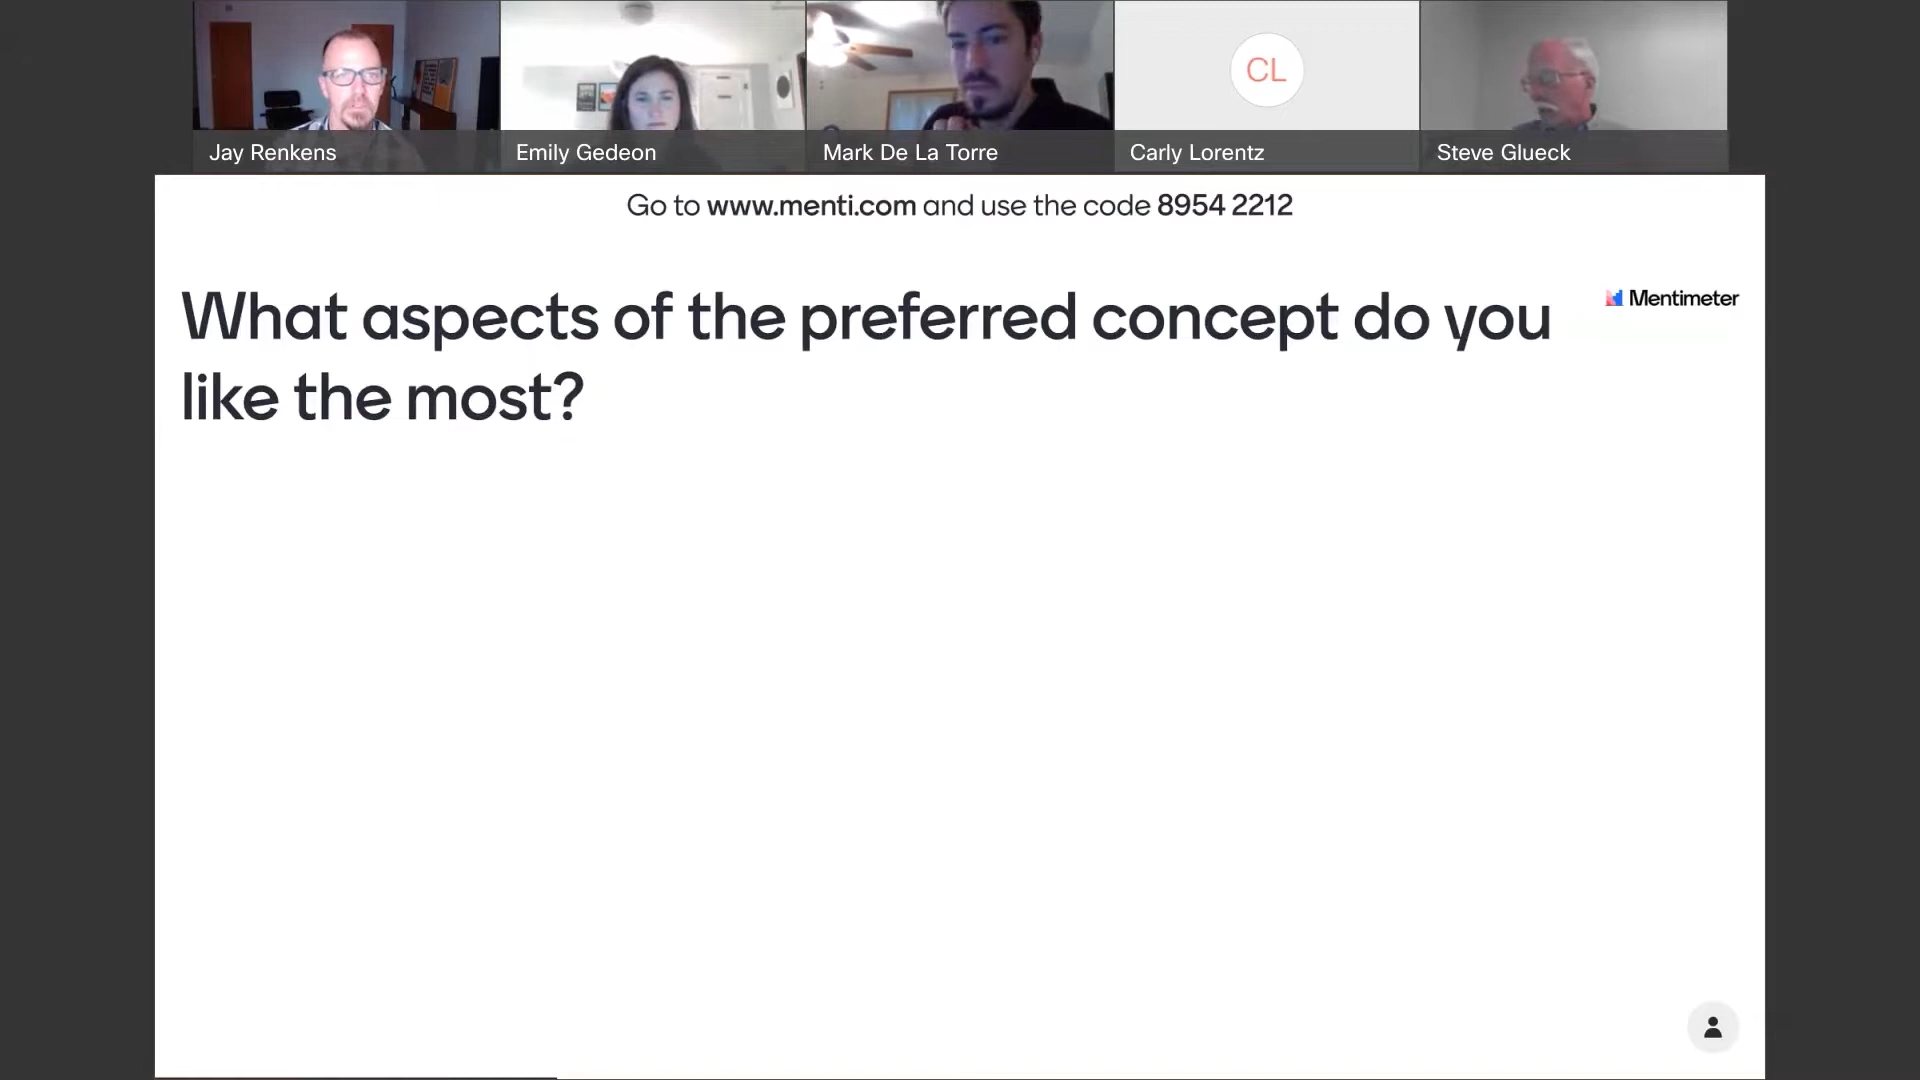 Jay Renkens
Emily Gedeon
Mark De La Torre
CL
Carly Lorentz
Steve Glueck
Go to www.menti.com and use the code 8954 2212
What aspects of the preferred concept do you
like the most?
Mentimeter